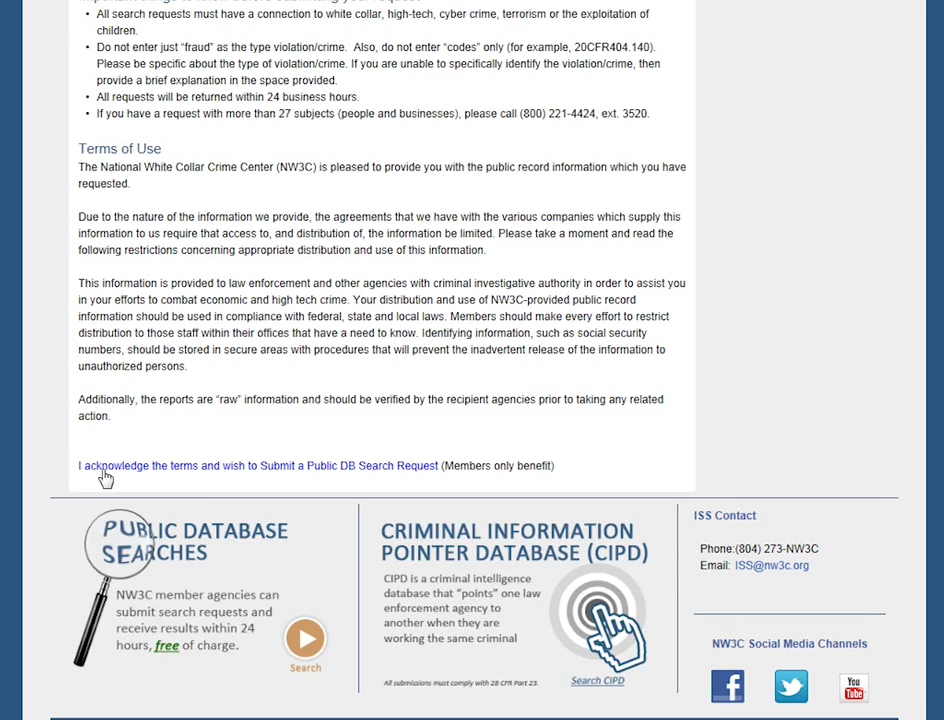 • All search requests must have a connection to white collar, high-tech, cyber crime, terrorism or the exploitation of
children.
• Do not enter just "fraud" as the type violation/crime. Also, do not enter "codes" only (for example, 20CFR404.140).
Please be specific about the type of violation/crime. If you are unable to specifically identify the violation/crime, then
provide a brief explanation in the space provided.
• All requests will be returned within 24 business hours.
• If you have a request with more than 27 subjects (people and businesses), please call (800) 221-4424, ext. 3520.
Terms of Use
The National White Collar Crime Center (NW3C) is pleased to provide you with the public record information which you have
requested.
Due to the nature of the information we provide, the agreements that we have with the various companies which supply this
information to us require that access to, and distribution of, the information be limited. Please take a moment and read the
following restrictions concerning appropriate distribution and use of this information.
This information is provided to law enforcement and other agencies with criminal investigative authority in order to assist you
in your efforts to combat economic and high tech crime. Your distribution and use of NW3C-provided public record
information should be used in compliance with federal, state and local laws. Members should make every effort to restrict
distribution to those staff within their offices that have a need to know. Identifying information, such as social security
numbers, should be stored in secure areas with procedures that will prevent the inadvertent release of the information to
unauthorized persons.
Additionally, the reports are "raw" information and should be verified by the recipient agencies prior to taking any related
action.
I acknowledge the terms and wish to Submit a Public DB Search Request (Members only benefit)
PUBLIC DATABASE
SEARCHES
NW3C member agencies can
submit search requests and
receive results within 24
hours, free of charge.
Search
CRIMINAL INFORMATION
POINTER DATABASE (CIPD)
CIPD is a criminal intelligence
database that "points" one law
enforcement agency to
another when they are
working the same criminal
All submissions must comply with 28 CFR Part 23.
Search CIPD
ISS Contact
Phone:(804) 273-NW3C
Email: ISS@nw3c.org
NW3C Social Media Channels
f
You
Tube